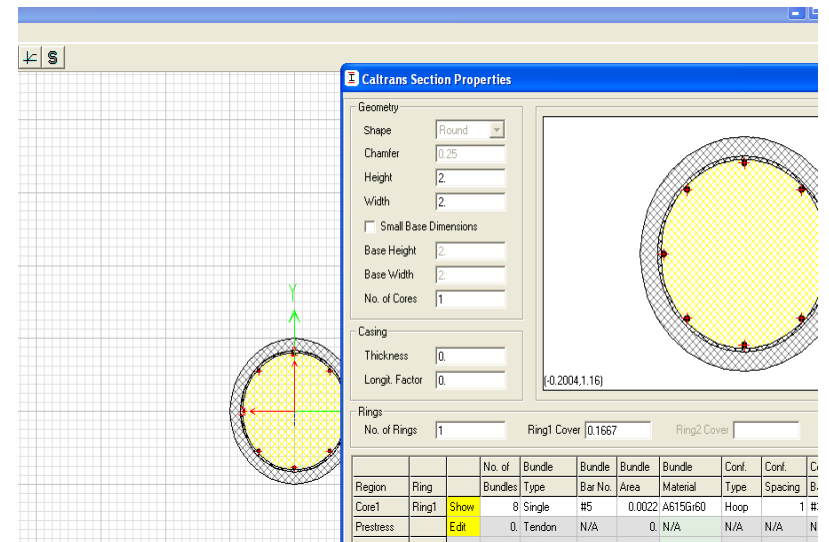 S
Caltrans Section Properties
Geometry
Shape Round
Chamfer 0.25
Height 2.
Width 2.
Small Base Dimensions
Base Height 2.
Base Width 2.
No. of Cores 1
Casing
Thickness 0.
Longit. Factor 0.
(-0.2004,1.16)
Y
Rings
No. of Rings 1 Ring1 Cover 0.1667 Ring2 Cover
No. of Bundle Bundle Bundle Bundle Conf. Conf.
Region Ring Bundles Type Bar No. Area Material Type Spacing
Core1 Ring1 Show 8 Single #5 0.0022 A615Gr60 Hoop 1
Prestress Edit 0. Tendon N/A 0. N/A N/A N/A